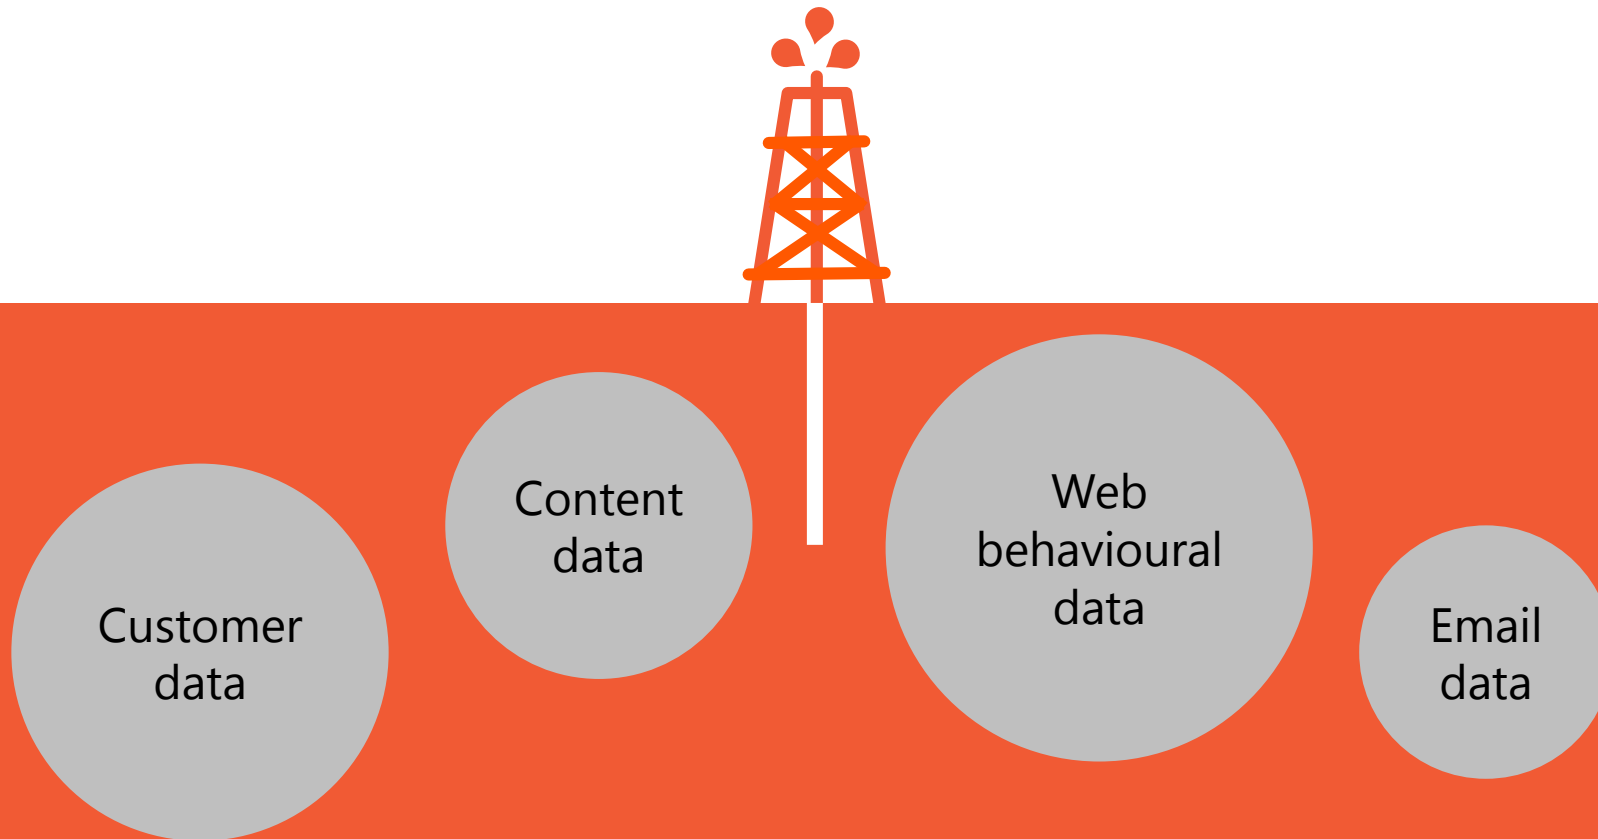 Customer
data
Content
data
Web
behavioural
data
Email
data